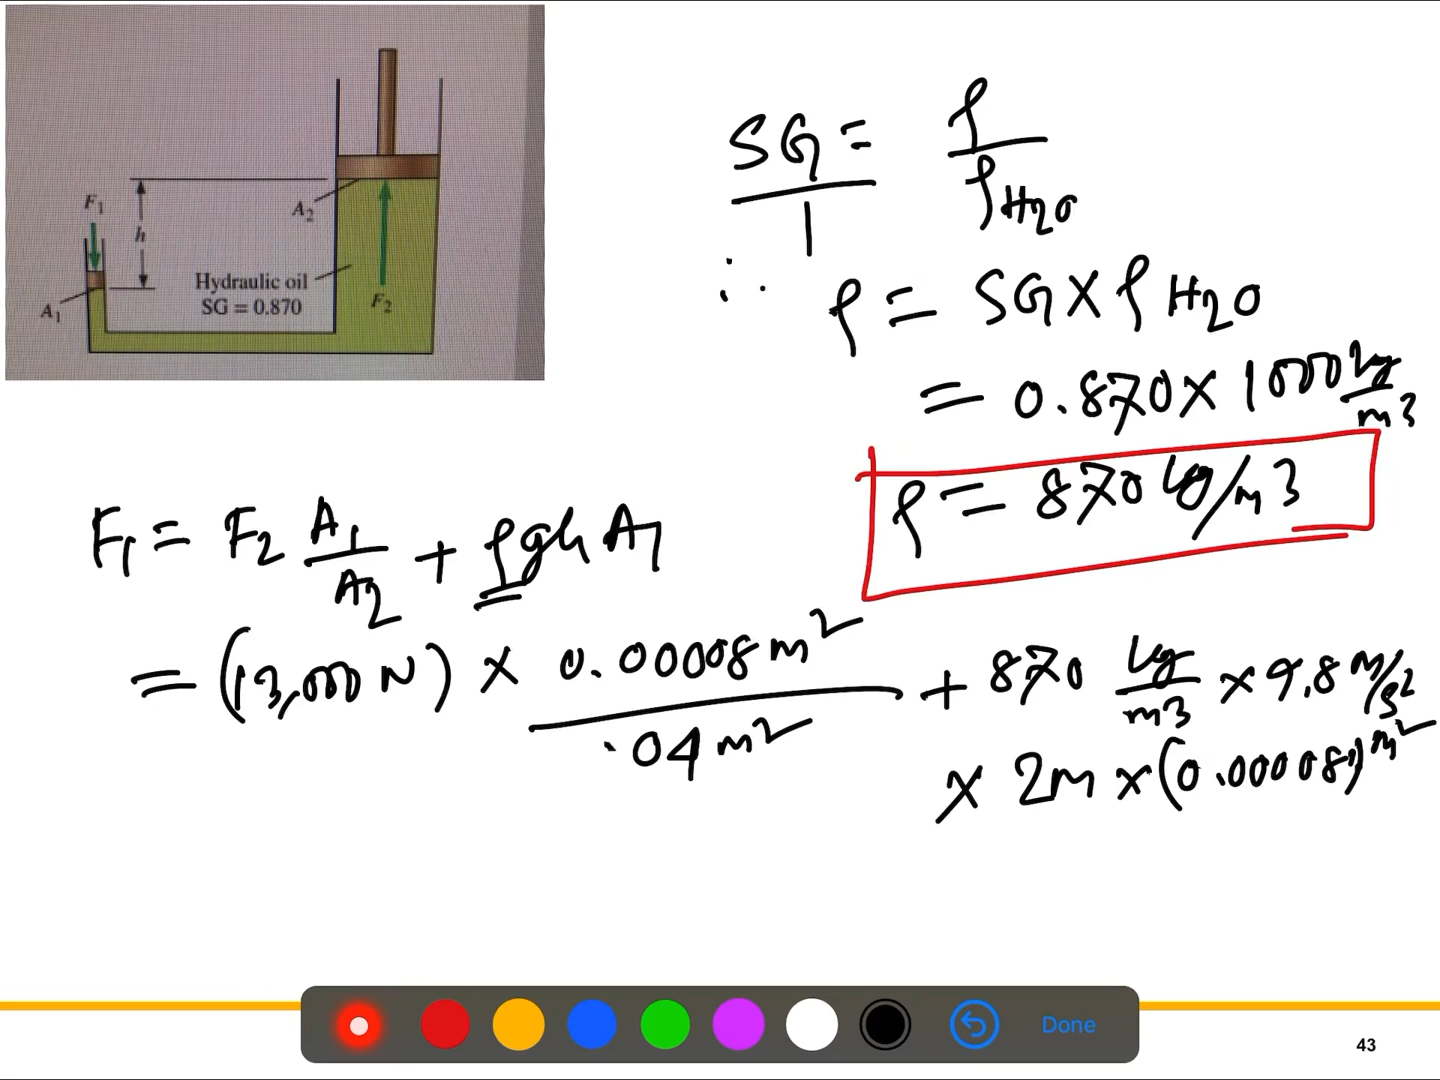 F1
h
A2
A1
Hydraulic oil
SG = 0.870
F2
SG/1 = ρ/ρH2O
∴ ρ = SG X ρ H2O
= 0.870 X 1000 kg/m3
ρ = 870 kg/m3
F1 = F2 A1/A2 + ρgh A1
= (13,000 N) X 0.00008 m²/.04 m² + 870 kg/m3 X 9.8 m/s2
X 2m X (0.00008) m²
Done
43